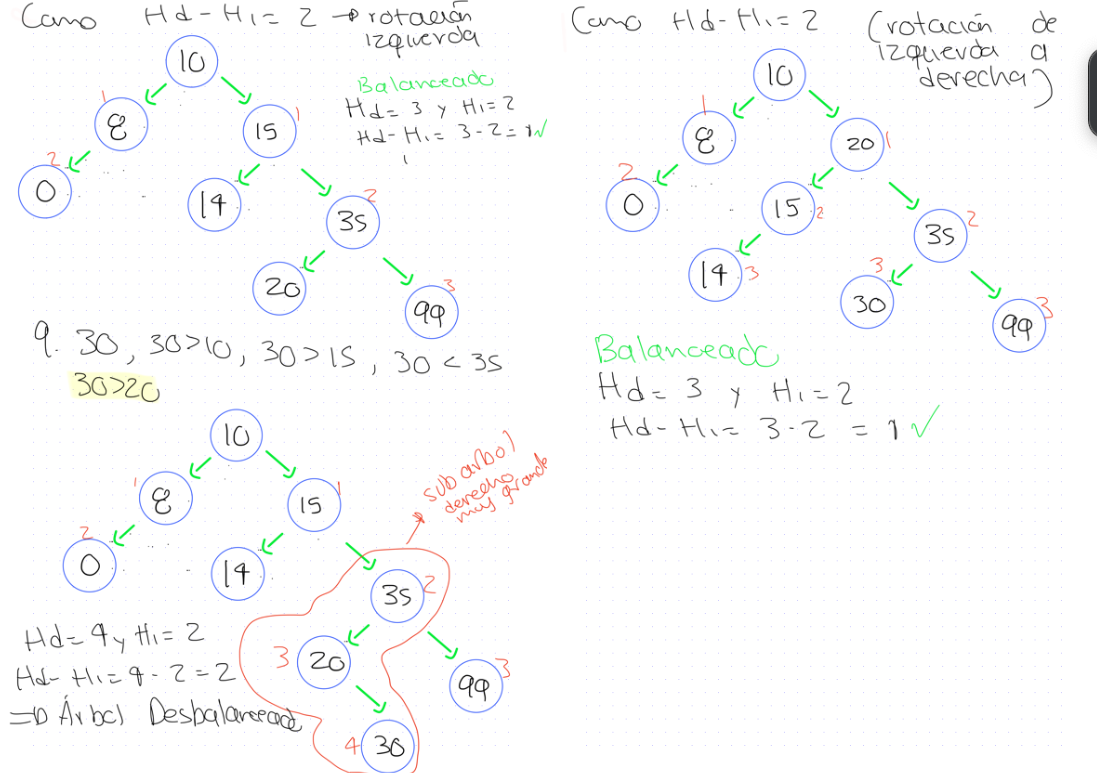 Como Hd-Hi= 2 → rotación
izquierda
10
Balanceado
Hd= 3 y Hi= 2
Hd- Hi= 3-2= 1✓
1
8
15
1
2
0
14
2
35
20
3
99
9. 30, 30>10, 30>15, 30 < 35
30>20
10
1
8
15
1
subarbol
derecho
muy grande
2
0
14
35
2
Hd= 4 y Hi= 2
Hd- Hi= 4 - 2 = 2
=> Árbol Desbalancead
3
20
99
3
4
30
Como Hd-Hi= 2 (rotación de
izquierda a
derecha)
10
1
8
20
1
2
0
15
2
35
2
14
3
3
30
99
3
Balanceado
Hd= 3 y Hi= 2
Hd- Hi= 3-2 = 1 ✓